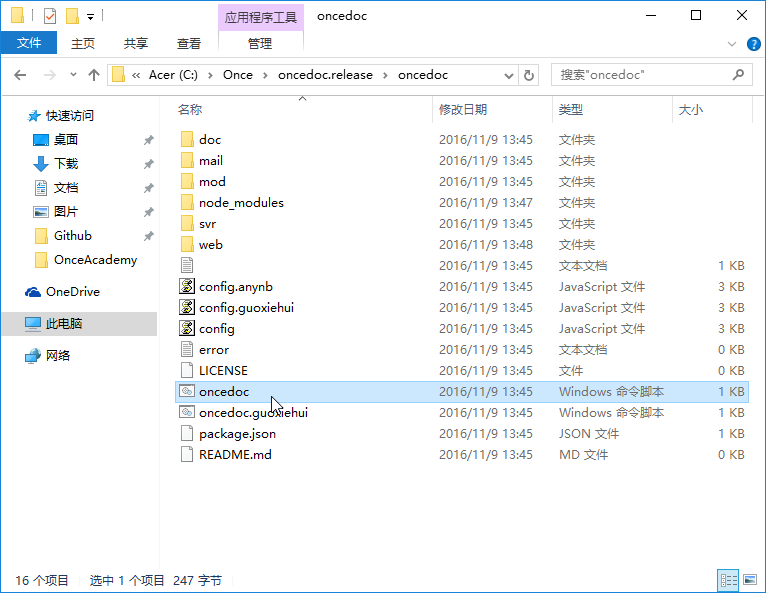 应用程序工具 oncedoc
文件 主页 共享 查看 管理
« Acer (C:) › Once › oncedoc.release › oncedoc 搜索"oncedoc"
快速访问
桌面
下载
文档
图片
Github
OnceAcademy
OneDrive
此电脑
网络
名称 修改日期 类型 大小
doc 2016/11/9 13:45 文件夹
mail 2016/11/9 13:45 文件夹
mod 2016/11/9 13:45 文件夹
node_modules 2016/11/9 13:47 文件夹
svr 2016/11/9 13:45 文件夹
web 2016/11/9 13:48 文件夹
2016/11/9 13:45 文本文档 1 KB
config.anynb 2016/11/9 13:45 JavaScript 文件 3 KB
config.guoxiehui 2016/11/9 13:45 JavaScript 文件 3 KB
config 2016/11/9 13:45 JavaScript 文件 3 KB
error 2016/11/9 13:45 文本文档 0 KB
LICENSE 2016/11/9 13:45 文件 0 KB
oncedoc 2016/11/9 13:45 Windows 命令脚本 1 KB
oncedoc.guoxiehui 2016/11/9 13:45 Windows 命令脚本 1 KB
package.json 2016/11/9 13:45 JSON 文件 1 KB
README.md 2016/11/9 13:45 MD 文件 0 KB
16 个项目 选中 1 个项目 247 字节